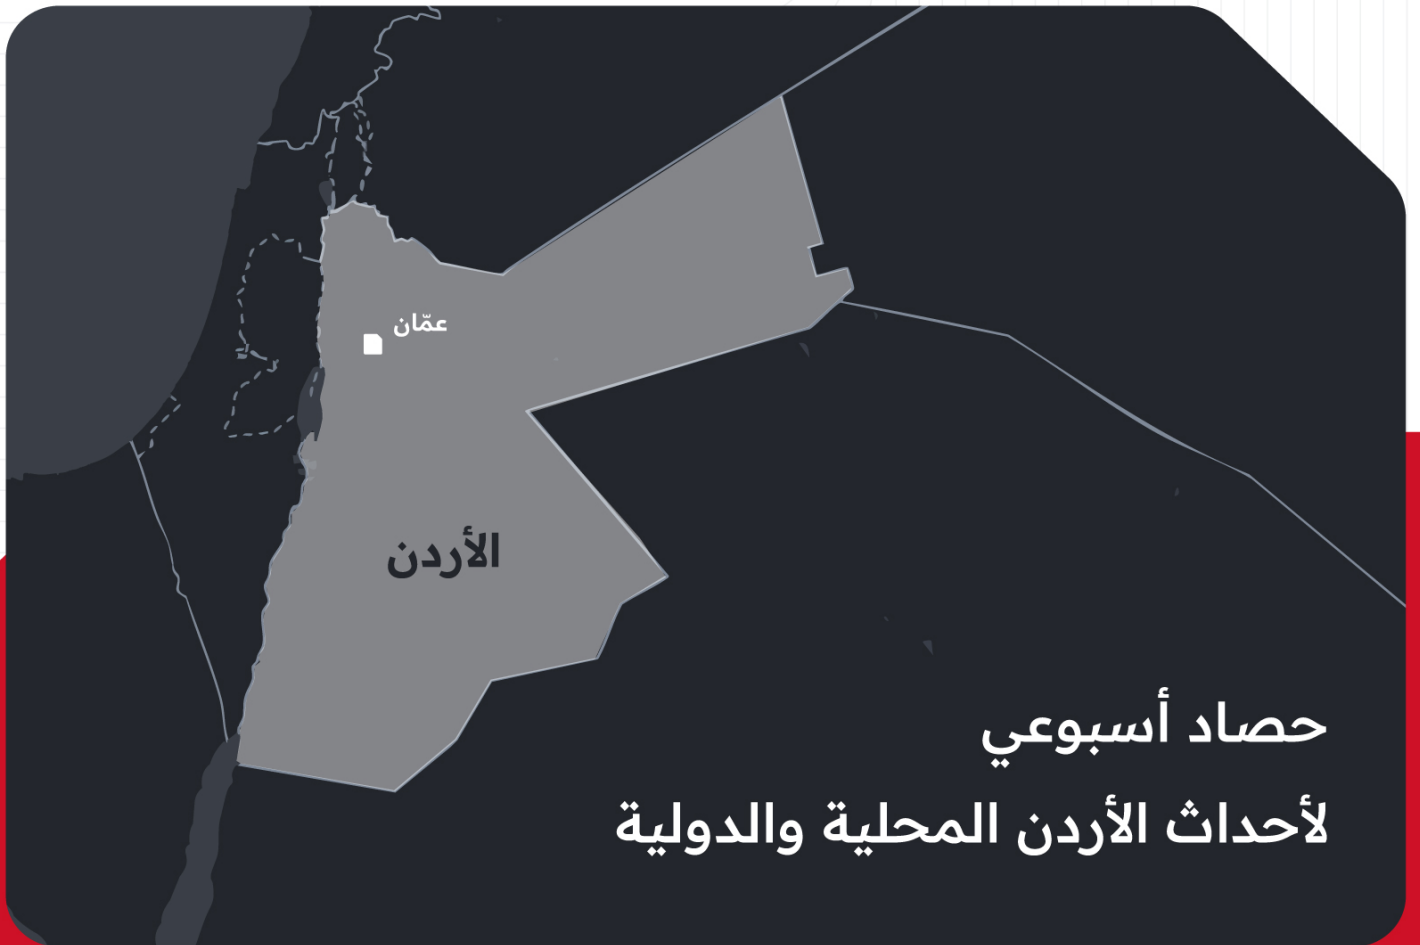 عمّان
الأردن
حصاد أسبوعي
لأحداث الأردن المحلية والدولية